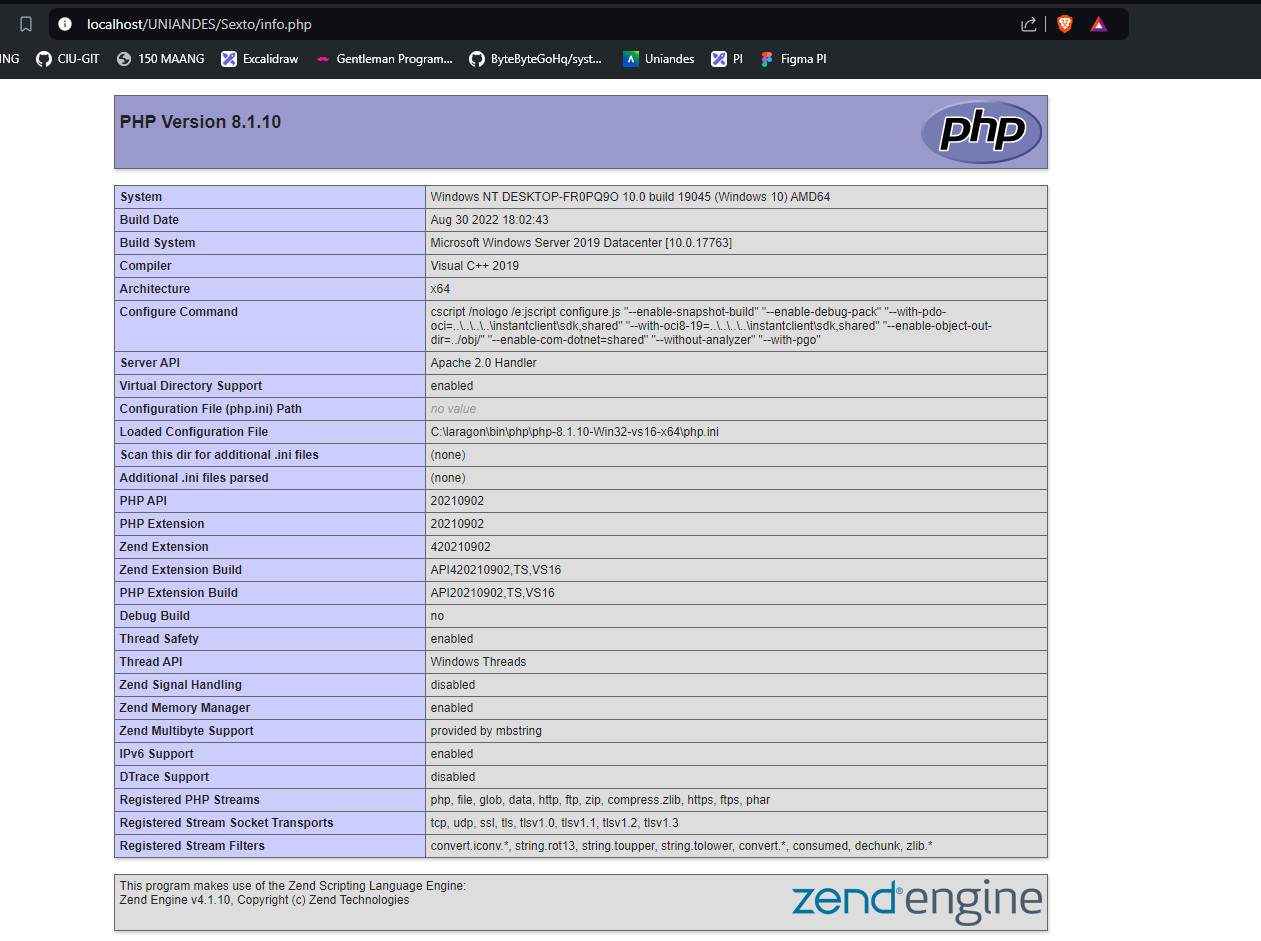 localhost/UNIANDES/Sexto/info.php
NG CIU-GIT 150 MAANG Excalidraw Gentleman Program... ByteByteGoHq/syst... Uniandes PI Figma PI
PHP Version 8.1.10
php
System Windows NT DESKTOP-FR0PQ9O 10.0 build 19045 (Windows 10) AMD64
Build Date Aug 30 2022 18:02:43
Build System Microsoft Windows Server 2019 Datacenter [10.0.17763]
Compiler Visual C++ 2019
Architecture x64
Configure Command cscript /nologo /e:jscript configure.js "--enable-snapshot-build" "--enable-debug-pack" "--with-pdo-
oci=..\..\..\..\instantclient\sdk,shared" "--with-oci8-19=..\..\..\..\instantclient\sdk,shared" "--enable-object-out-
dir=../obj/" "--enable-com-dotnet=shared" "--without-analyzer" "--with-pgo"
Server API Apache 2.0 Handler
Virtual Directory Support enabled
Configuration File (php.ini) Path no value
Loaded Configuration File C:\laragon\bin\php\php-8.1.10-Win32-vs16-x64\php.ini
Scan this dir for additional .ini files (none)
Additional .ini files parsed (none)
PHP API 20210902
PHP Extension 20210902
Zend Extension 420210902
Zend Extension Build API420210902,TS,VS16
PHP Extension Build API20210902,TS,VS16
Debug Build no
Thread Safety enabled
Thread API Windows Threads
Zend Signal Handling disabled
Zend Memory Manager enabled
Zend Multibyte Support provided by mbstring
IPv6 Support enabled
DTrace Support disabled
Registered PHP Streams php, file, glob, data, http, ftp, zip, compress.zlib, https, ftps, phar
Registered Stream Socket Transports tcp, udp, ssl, tls, tlsv1.0, tlsv1.1, tlsv1.2, tlsv1.3
Registered Stream Filters convert.iconv.*, string.rot13, string.toupper, string.tolower, convert.*, consumed, dechunk, zlib.*
This program makes use of the Zend Scripting Language Engine:
Zend Engine v4.1.10, Copyright (c) Zend Technologies
zend®engine